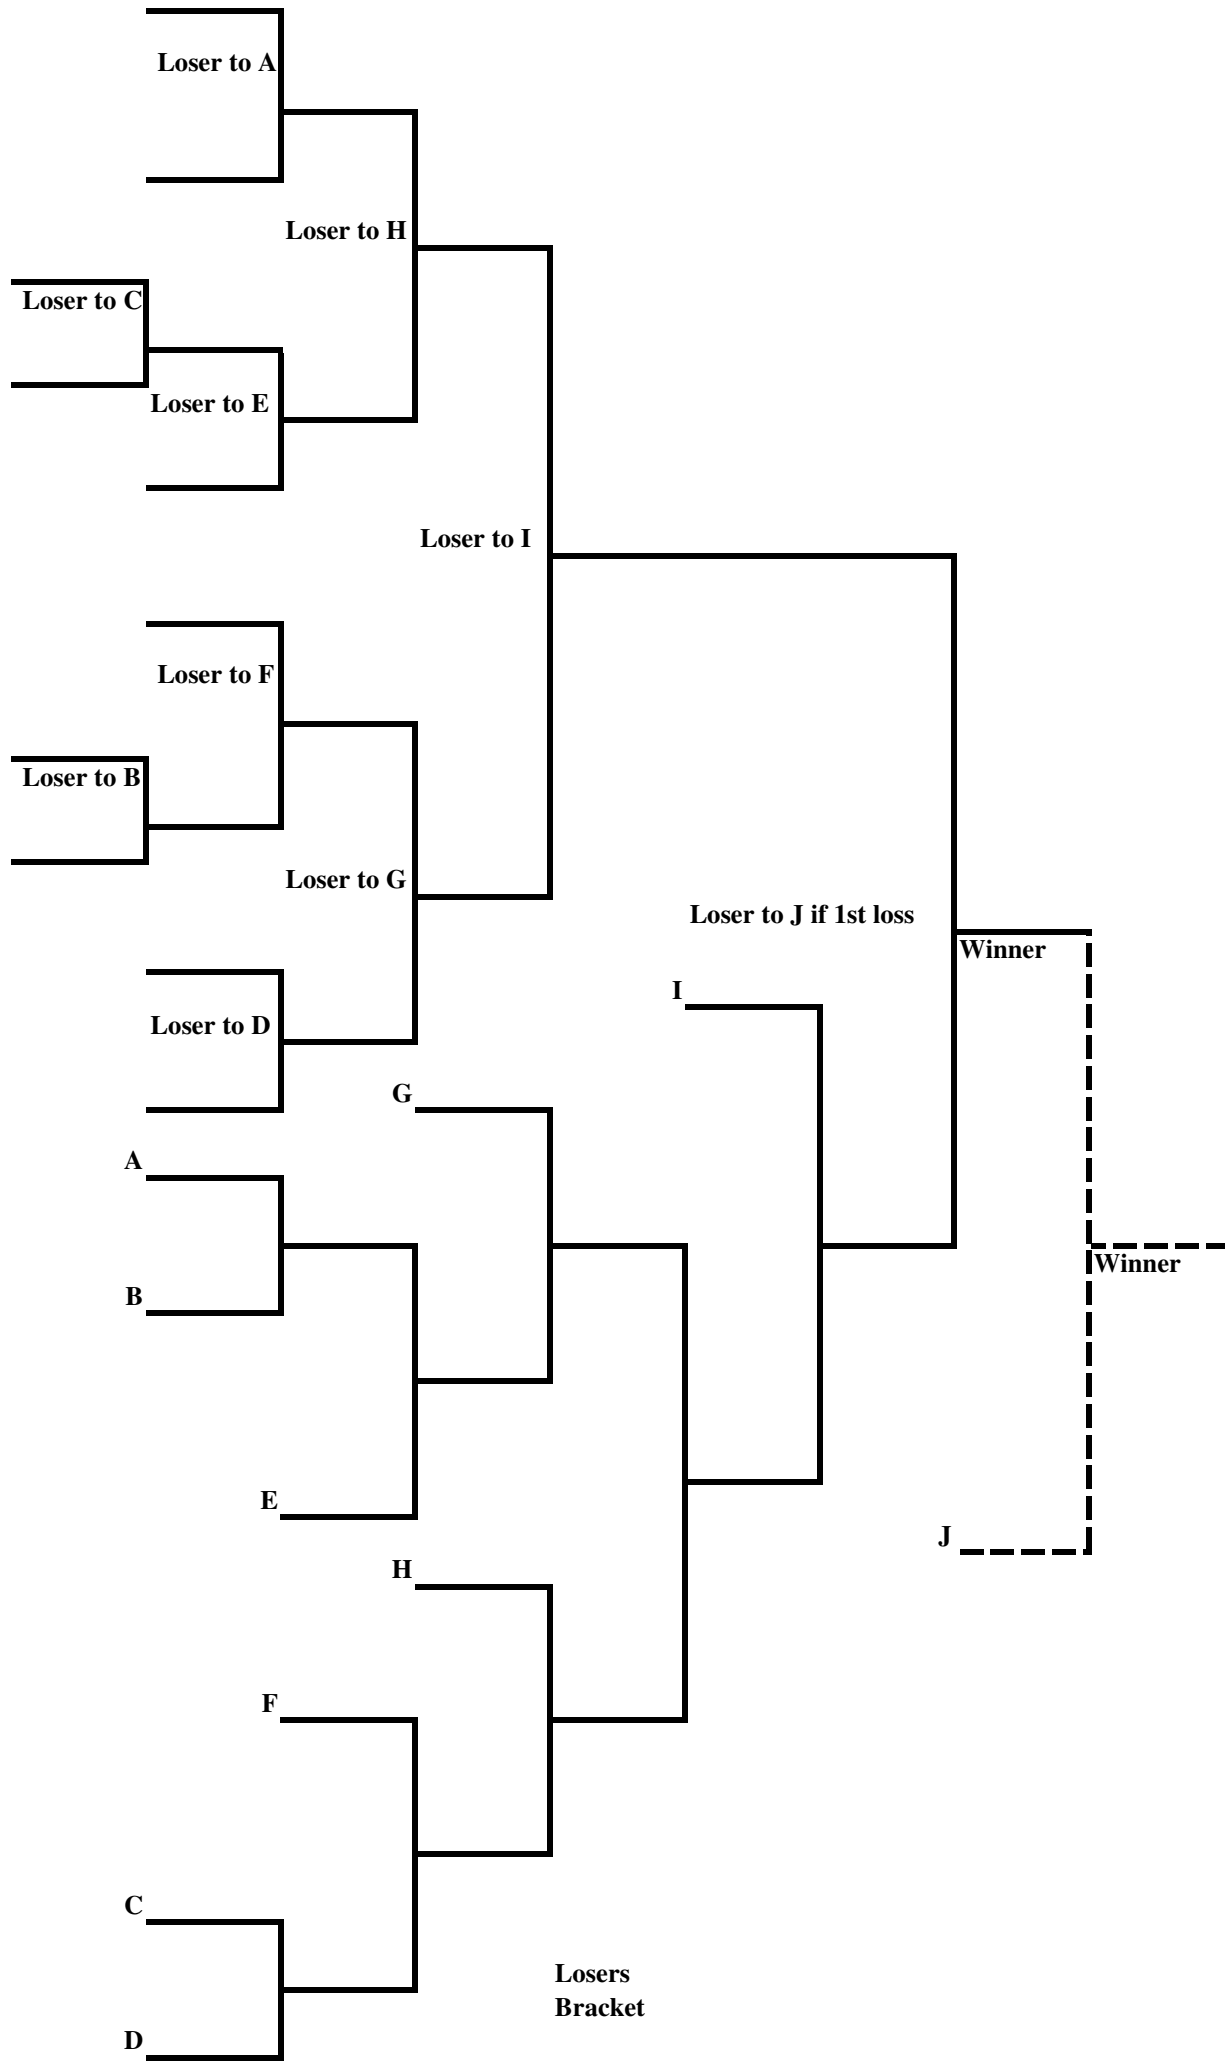 Loser to A
Loser to H
Loser to C
Loser to E
Loser to I
Loser to F
Loser to B
Loser to G
Loser to J if 1st loss
Winner
I
Loser to D
G
A
Winner
B
E
J
H
F
C
Losers
Bracket
D